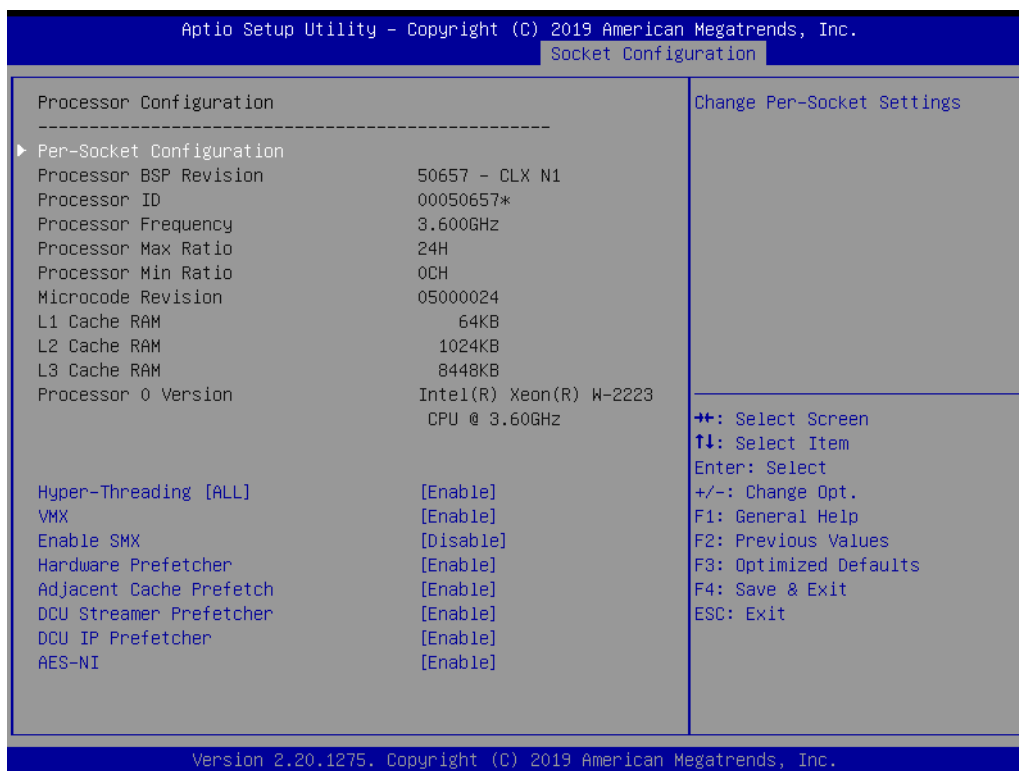 Aptio Setup Utility – Copyright (C) 2019 American Megatrends, Inc.
Socket Configuration
Processor Configuration
--------------------------------------------------
Per-Socket Configuration
Processor BSP Revision 50657 - CLX N1
Processor ID 00050657*
Processor Frequency 3.600GHz
Processor Max Ratio 24H
Processor Min Ratio 0CH
Microcode Revision 05000024
L1 Cache RAM 64KB
L2 Cache RAM 1024KB
L3 Cache RAM 8448KB
Processor 0 Version Intel(R) Xeon(R) W-2223
CPU @ 3.60GHz
Hyper-Threading [ALL] [Enable]
VMX [Enable]
Enable SMX [Disable]
Hardware Prefetcher [Enable]
Adjacent Cache Prefetch [Enable]
DCU Streamer Prefetcher [Enable]
DCU IP Prefetcher [Enable]
AES-NI [Enable]
Change Per-Socket Settings
→←: Select Screen
↑↓: Select Item
Enter: Select
+/-: Change Opt.
F1: General Help
F2: Previous Values
F3: Optimized Defaults
F4: Save & Exit
ESC: Exit
Version 2.20.1275. Copyright (C) 2019 American Megatrends, Inc.